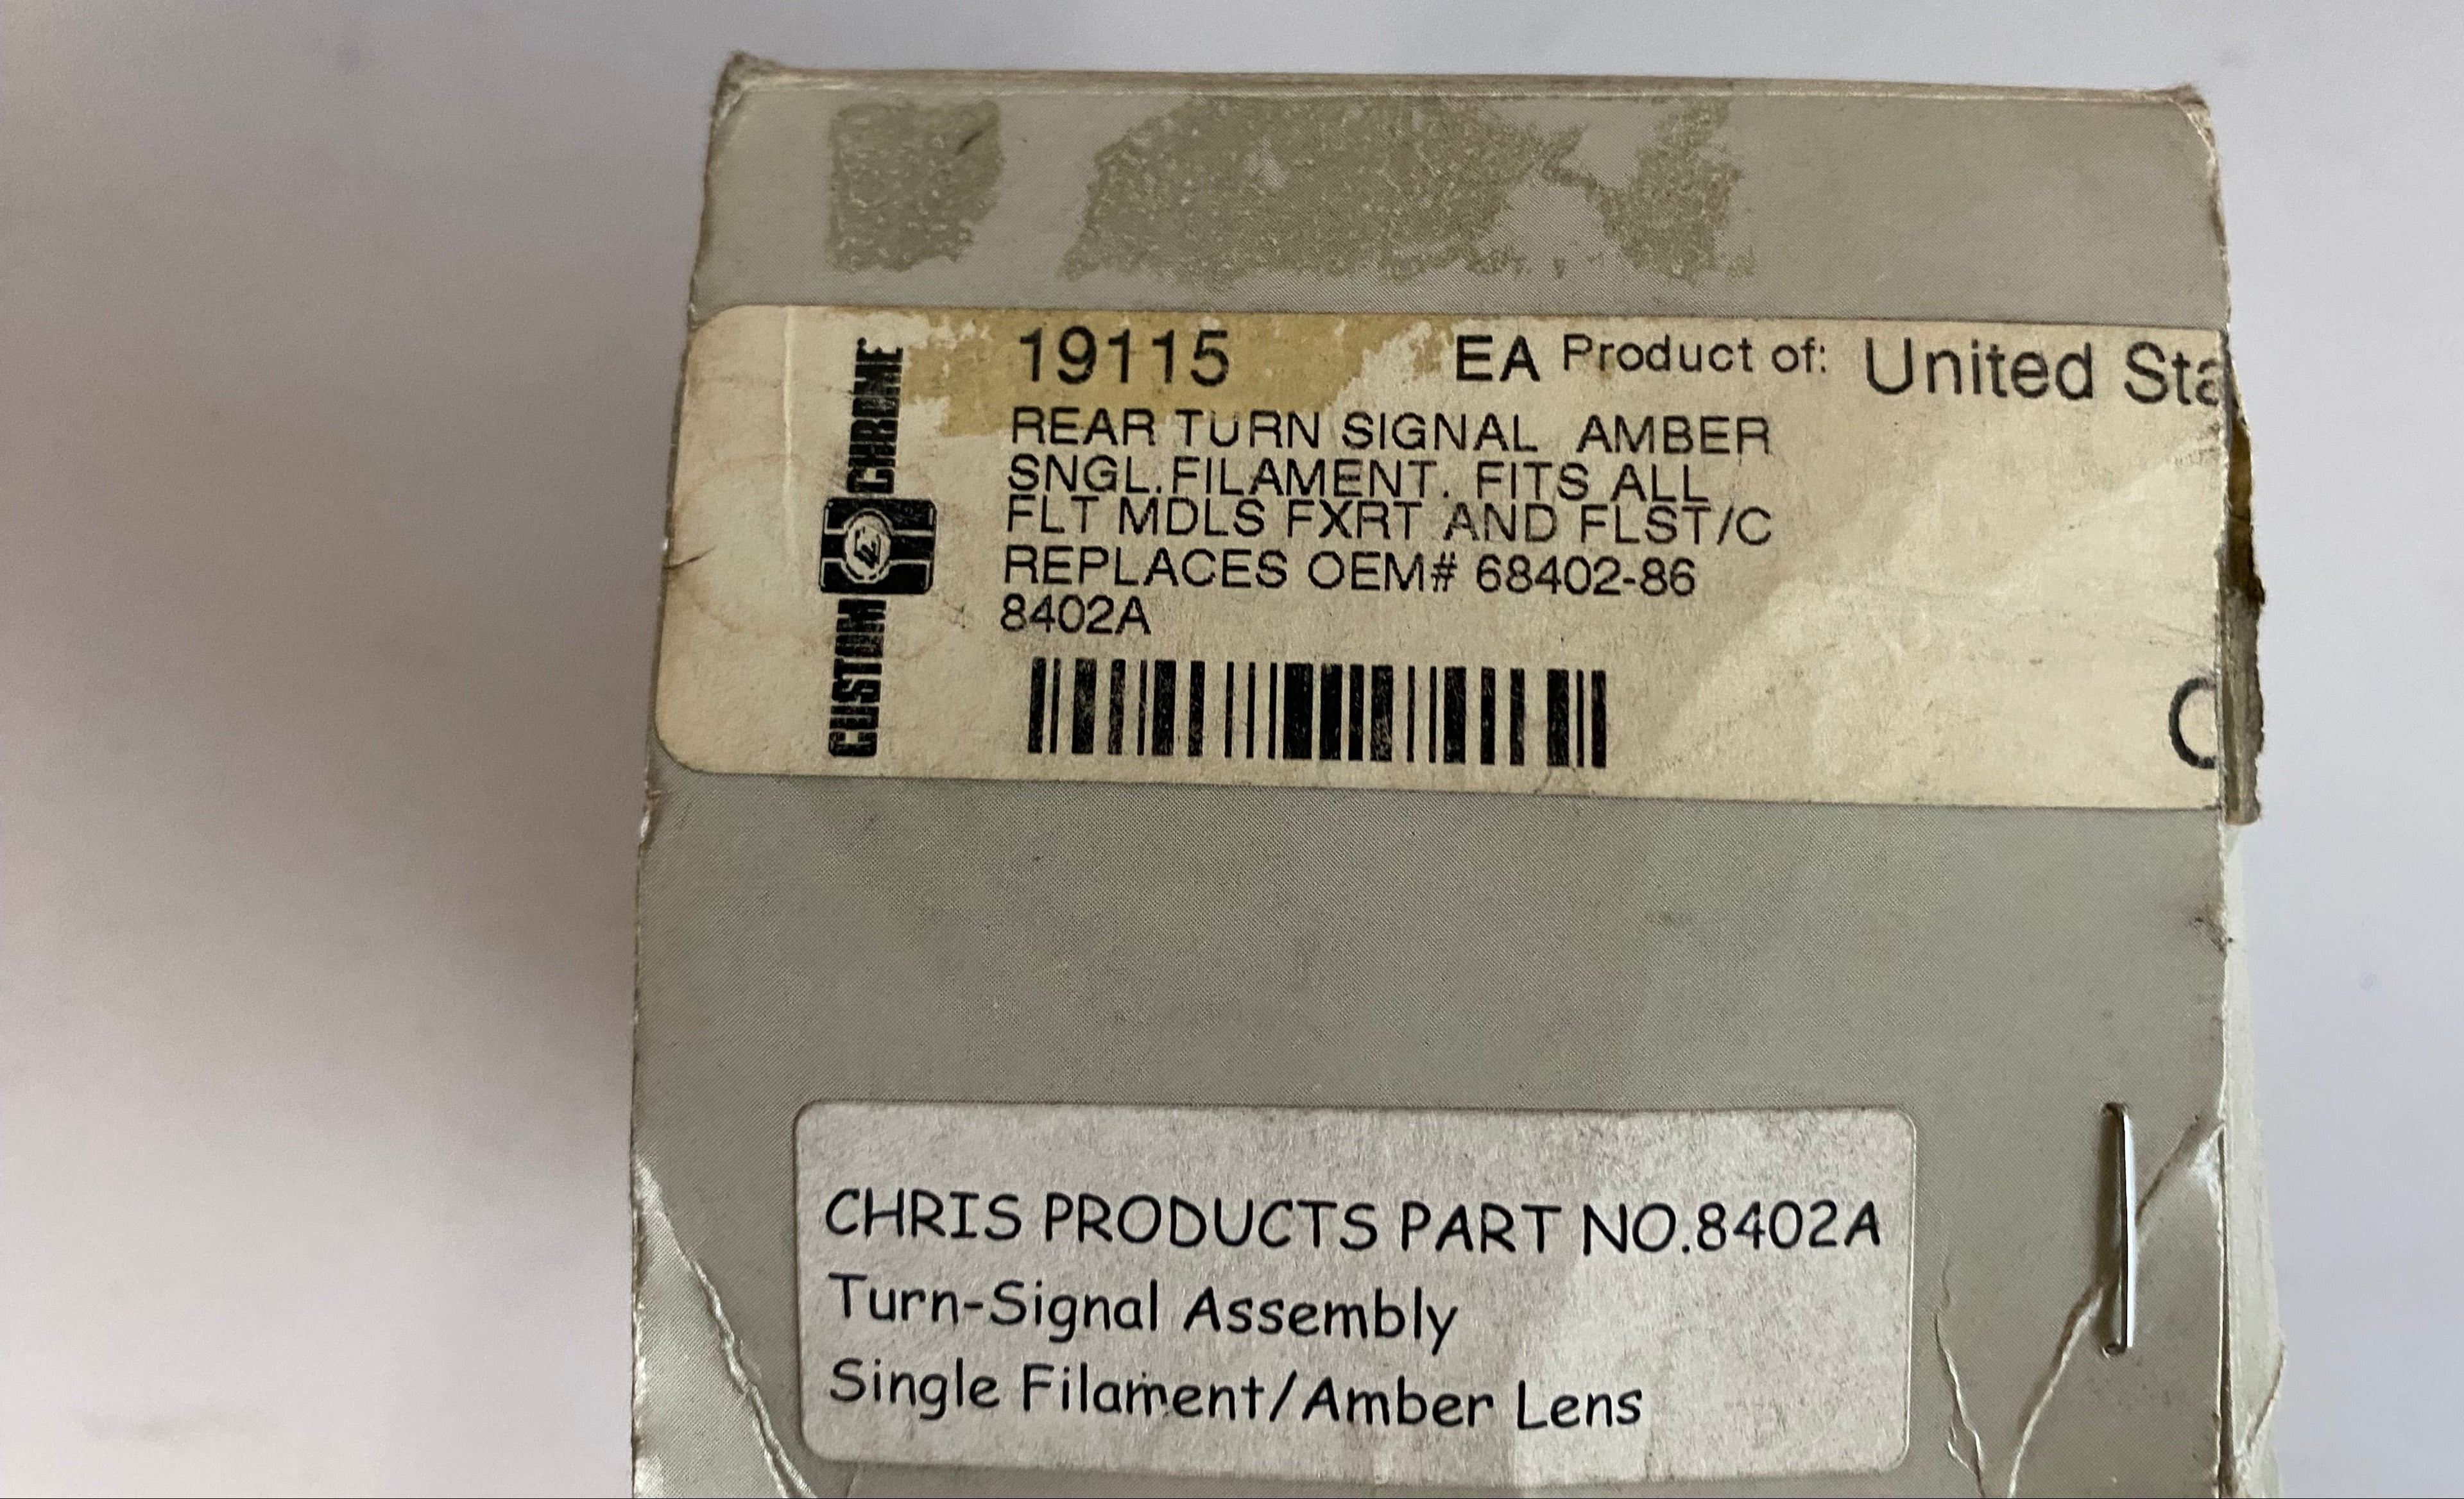 CUSTOM CHROME
19115 EA Product of: United Sta
REAR TURN SIGNAL AMBER
SNGL.FILAMENT. FITS ALL
FLT MDLS FXRT AND FLST/C
REPLACES OEM# 68402-86
8402A
C
CHRIS PRODUCTS PART NO.8402A
Turn-Signal Assembly
Single Filament/Amber Lens